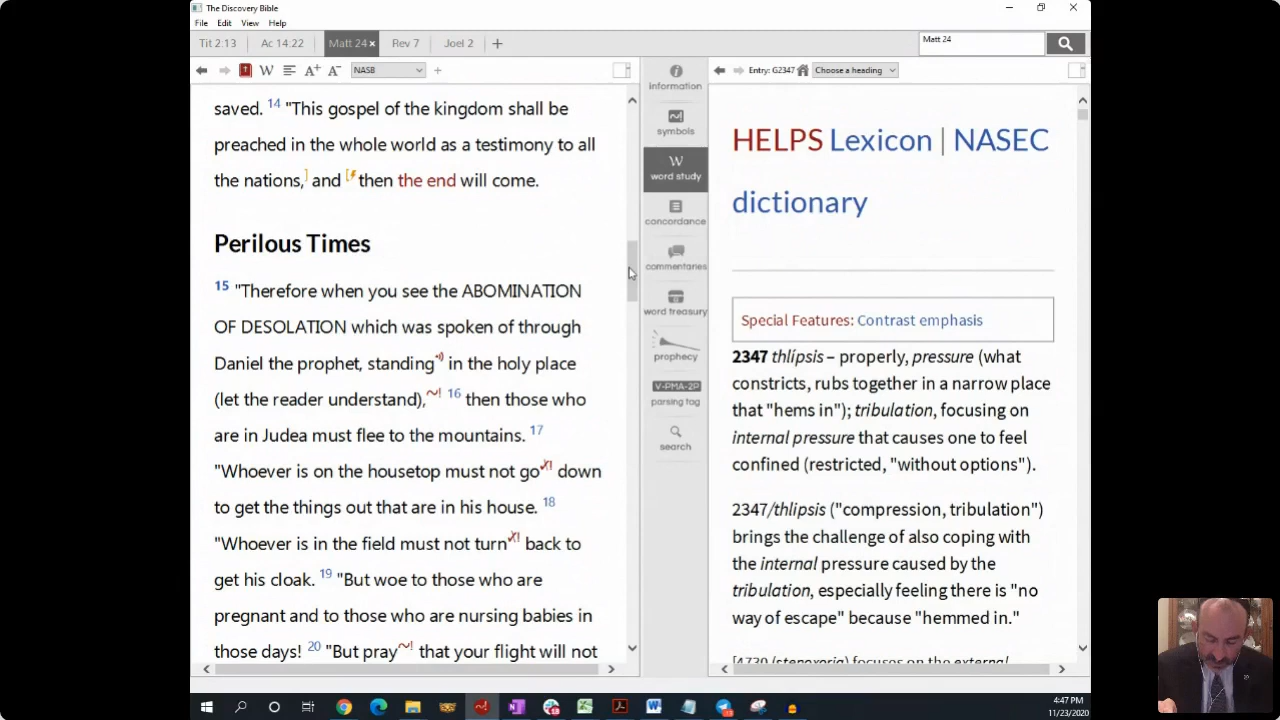 The Discovery Bible
File Edit View Help
Tit 2:13 Ac 14:22 Matt 24 × Rev 7 Joel 2 +
Matt 24
W A+ A- NASB +
Entry: G2347 Choose a heading
saved. 14 "This gospel of the kingdom shall be
preached in the whole world as a testimony to all
the nations,] and [then the end will come.
Perilous Times
15 "Therefore when you see the ABOMINATION
OF DESOLATION which was spoken of through
Daniel the prophet, standing in the holy place
(let the reader understand),~! 16 then those who
are in Judea must flee to the mountains. 17
"Whoever is on the housetop must not go down
to get the things out that are in his house. 18
"Whoever is in the field must not turn back to
get his cloak. 19 "But woe to those who are
pregnant and to those who are nursing babies in
those days! 20 "But pray~! that your flight will not
information
symbols
W
word study
concordance
commentaries
word treasury
prophecy
V-PMA-2P
parsing tag
search
HELPS Lexicon | NASEC
dictionary
Special Features: Contrast emphasis
2347 thlípsis – properly, pressure (what
constricts, rubs together in a narrow place
that "hems in"); tribulation, focusing on
internal pressure that causes one to feel
confined (restricted, "without options").
2347/thlipsis ("compression, tribulation")
brings the challenge of also coping with
the internal pressure caused by the
tribulation, especially feeling there is "no
way of escape" because "hemmed in."
[4730 (stenoxoria) focuses on the external
4:47 PM
11/23/2020